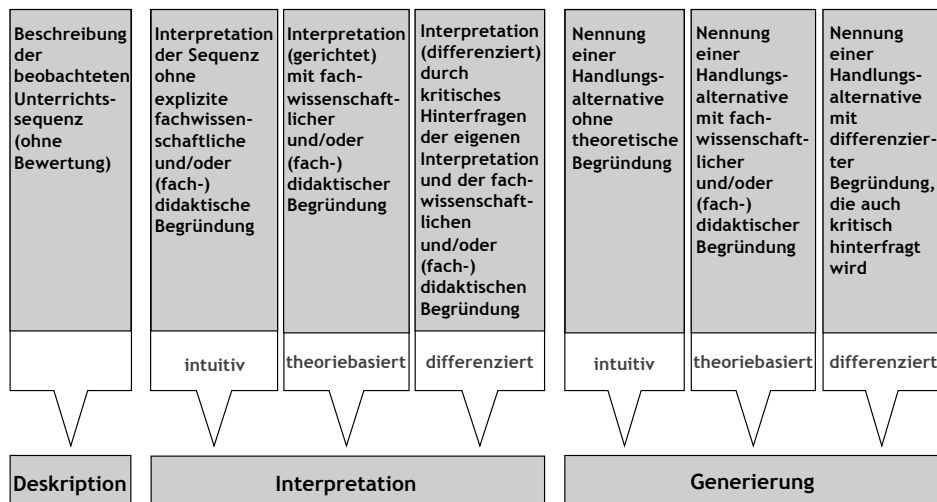 Beschreibung
der
beobachteten
Unterrichts-
sequenz
(ohne
Bewertung)
Interpretation
der Sequenz
ohne
explizite
fachwissen-
schaftliche
und/oder
(fach-)
didaktische
Begründung
Interpretation
(gerichtet)
mit fach-
wissenschaft-
licher
und/oder
(fach-)
didaktischer
Begründung
Interpretation
(differenziert)
durch
kritisches
Hinterfragen
der eigenen
Interpretation
und der fach-
wissenschaft-
lichen
und/oder
(fach-)
didaktischen
Begründung
Nennung
einer
Handlungs-
alternative
ohne
theoretische
Begründung
Nennung
einer
Handlungs-
alternative
mit fach-
wissenschaft-
licher
und/oder
(fach-)
didaktischer
Begründung
Nennung
einer
Handlungs-
alternative
mit
differenzier-
ter
Begründung,
die auch
kritisch
hinterfragt
wird
intuitiv
theoriebasiert
differenziert
intuitiv
theoriebasiert
differenziert
Deskription
Interpretation
Generierung